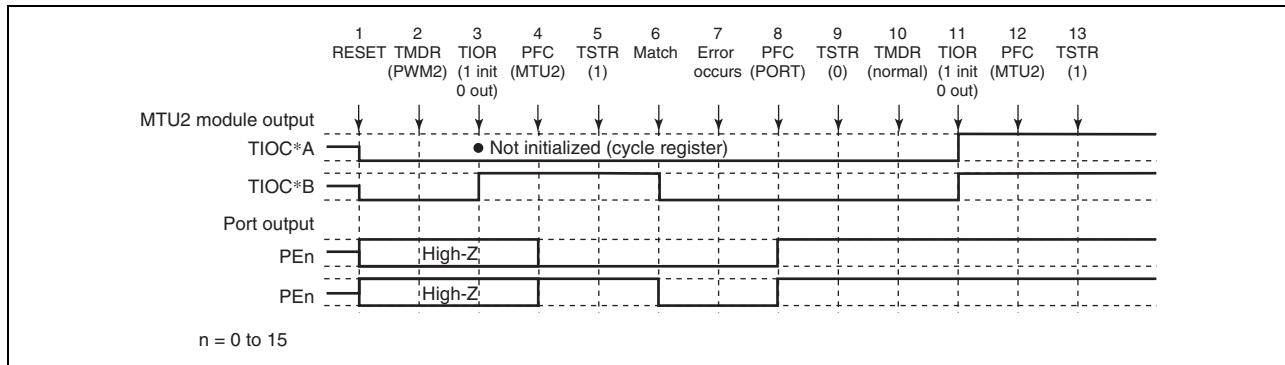 1 2 3 4 5 6 7 8 9 10 11 12 13
RESET TMDR TIOR PFC TSTR Match Error PFC TSTR TMDR TIOR PFC TSTR
(PWM2) (1 init (MTU2) (1) occurs (PORT) (0) (normal) (1 init (MTU2) (1)
0 out) 0 out)
MTU2 module output
TIOC*A ● Not initialized (cycle register)
TIOC*B
Port output
PEn High-Z
PEn High-Z
n = 0 to 15